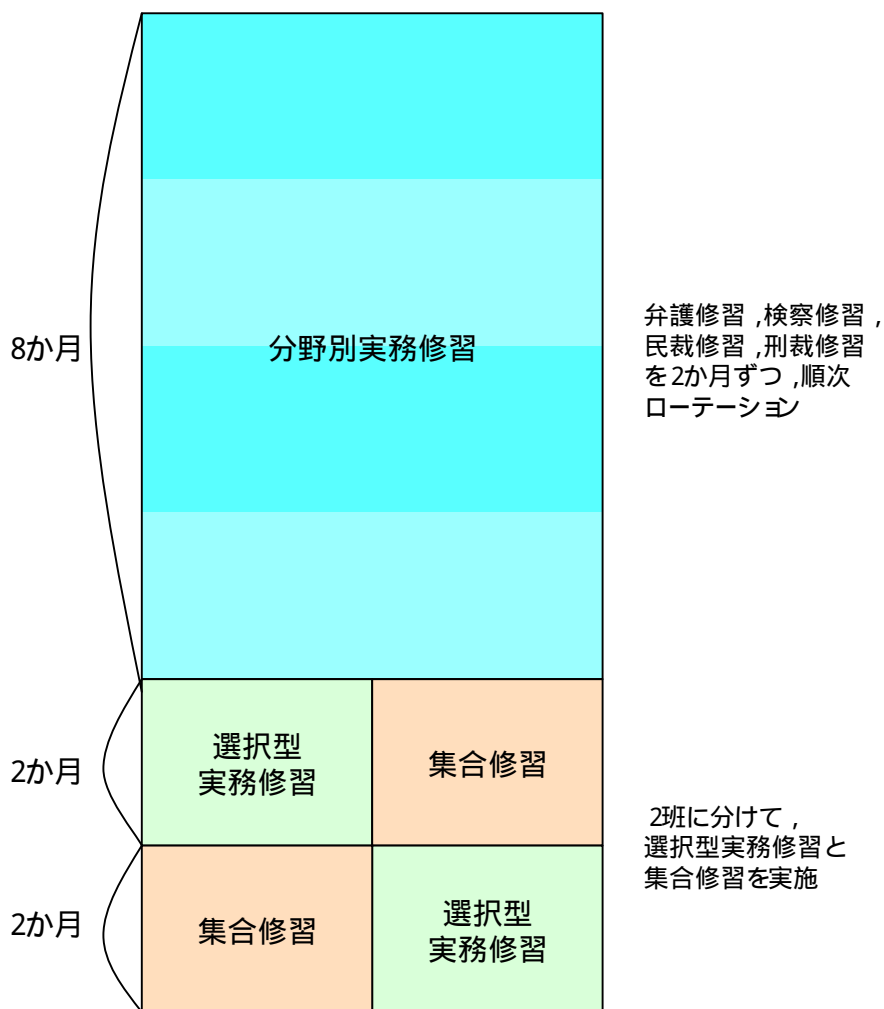 8か月
分野別実務修習
弁護修習,検察修習,
民裁修習,刑裁修習
を2か月ずつ,順次
ローテーション
2か月
選択型
実務修習
集合修習
2班に分けて,
選択型実務修習と
集合修習を実施
2か月
集合修習
選択型
実務修習